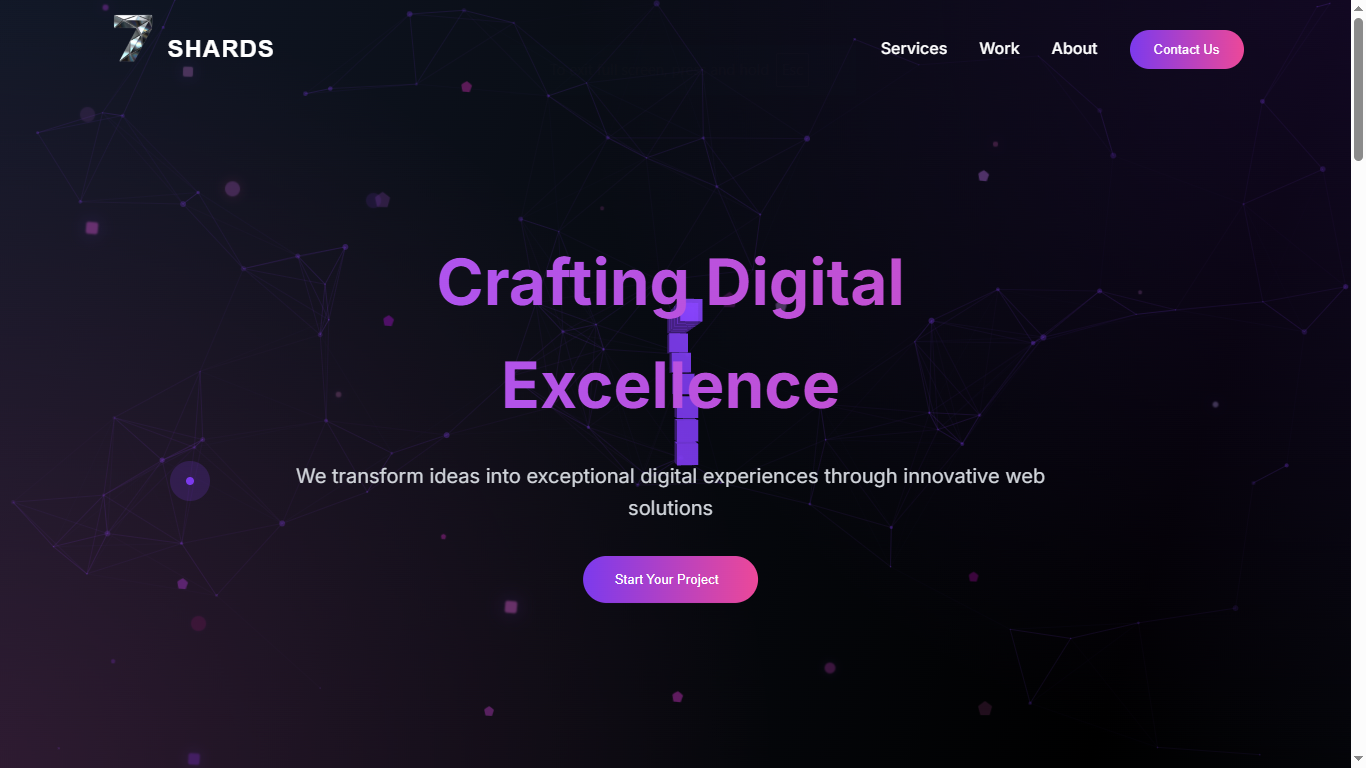 7 SHARDS
Services Work About Contact Us
Crafting Digital
Excellence
We transform ideas into exceptional digital experiences through innovative web
solutions
Start Your Project